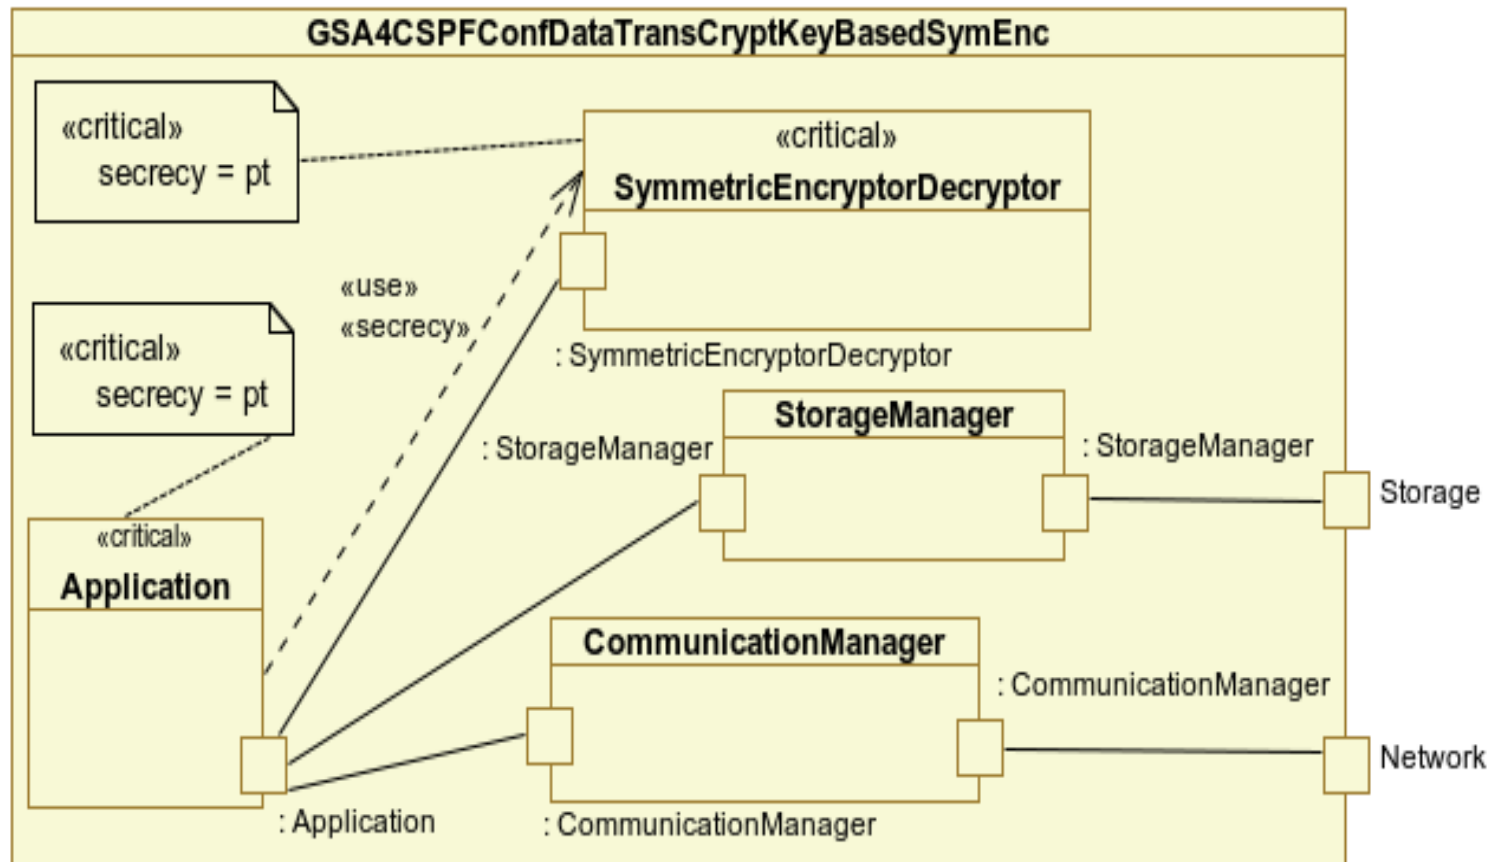 GSA4CSPFConfDataTransCryptKeyBasedSymEnc
«critical»
secrecy = pt
«critical»
SymmetricEncryptorDecryptor
«use»
«secrecy»
«critical»
secrecy = pt
: SymmetricEncryptorDecryptor
StorageManager
: StorageManager
: StorageManager
Storage
«critical»
Application
CommunicationManager
: CommunicationManager
Network
: Application
: CommunicationManager